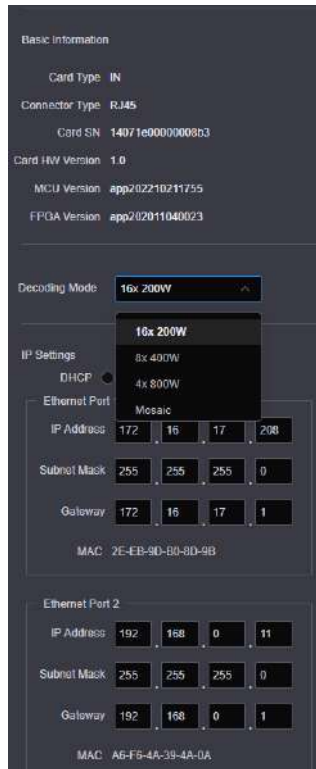 Basic Information
Card Type IN
Connector Type RJ45
Card SN 14071e00000008b3
Card HW Version 1.0
MCU Version app202210211755
FPGA Version app202011040023
Decoding Mode 16x 200W
16x 200W
8x 400W
4x 800W
Mosaic
IP Settings
DHCP
Ethernet Port
IP Address 172 . 16 . 17 . 208
Subnet Mask 255 . 255 . 255 . 0
Gateway 172 . 16 . 17 . 1
MAC 2E-EB-9D-B0-8D-9B
Ethernet Port 2
IP Address 192 . 168 . 0 . 11
Subnet Mask 255 . 255 . 255 . 0
Gateway 192 . 168 . 0 . 1
MAC A6-F6-4A-39-4A-0A